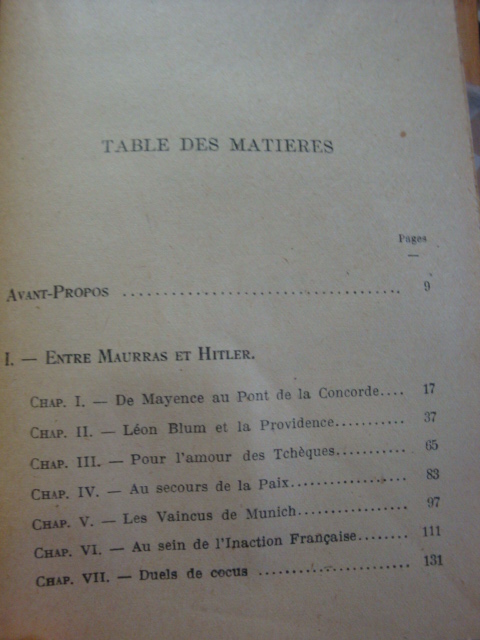 TABLE DES MATIERES
Pages
AVANT-PROPOS .................................... 9
I. — ENTRE MAURRAS ET HITLER.
CHAP. I. — De Mayence au Pont de la Concorde.... 17
CHAP. II. — Léon Blum et la Providence........... 37
CHAP. III. — Pour l'amour des Tchèques........... 65
CHAP. IV. — Au secours de la Paix................ 83
CHAP. V. — Les Vaincus de Munich................. 97
CHAP. VI. — Au sein de l'Inaction Française........ 111
CHAP. VII. — Duels de cocus ..................... 131